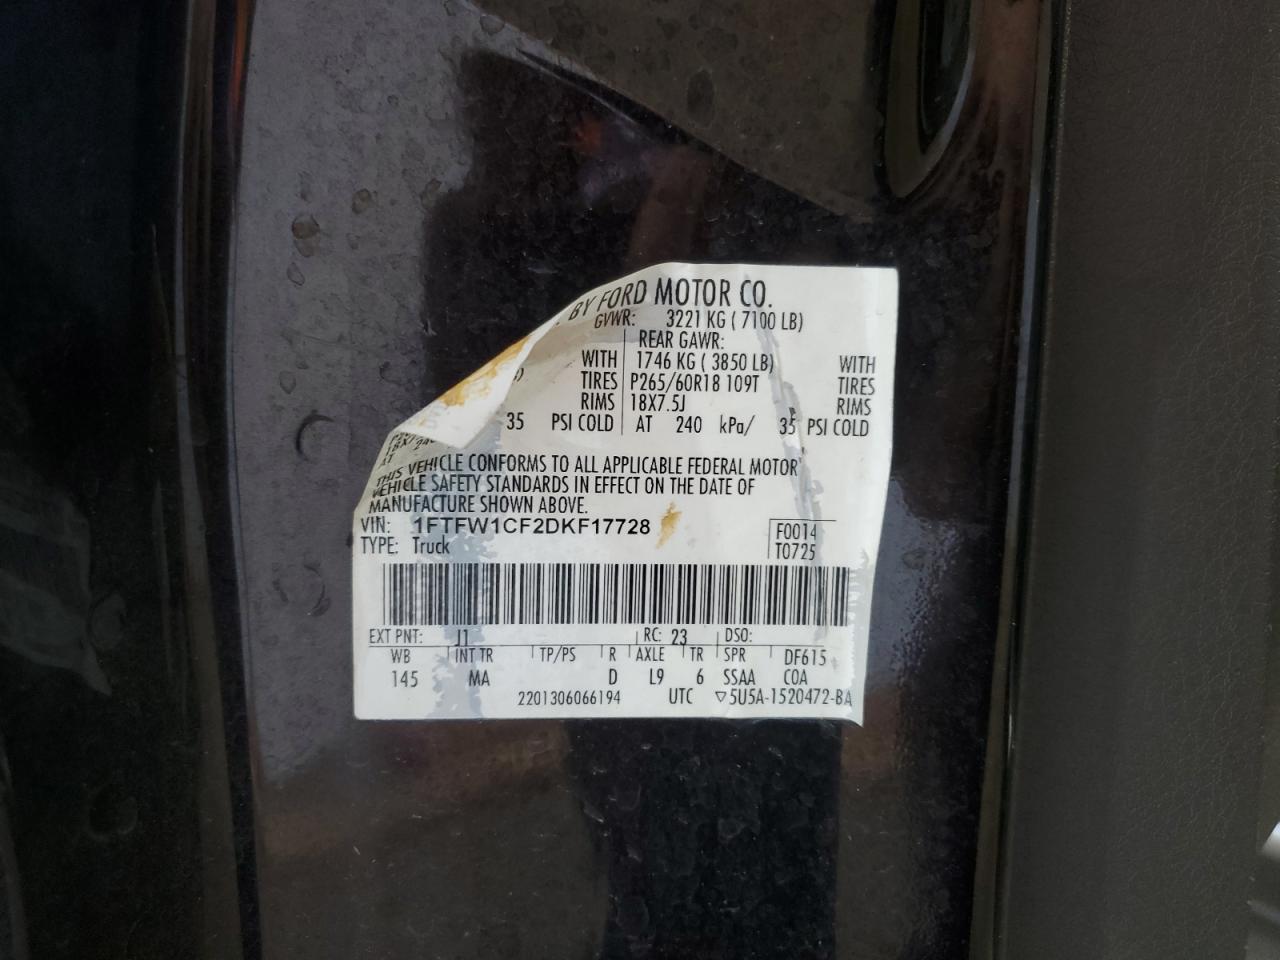 BY FORD MOTOR CO.
GVWR: 3221 KG ( 7100 LB)
REAR GAWR:
WITH 1746 KG ( 3850 LB) WITH
TIRES P265/60R18 109T TIRES
RIMS 18X7.5J RIMS
35 PSI COLD AT 240 kPa/ 35 PSI COLD
AT
THIS VEHICLE CONFORMS TO ALL APPLICABLE FEDERAL MOTOR
VEHICLE SAFETY STANDARDS IN EFFECT ON THE DATE OF
MANUFACTURE SHOWN ABOVE.
VIN: 1FTFW1CF2DKF17728 F0014
TYPE: Truck T0725
EXT PNT: J1 RC: 23 DSO:
WB INT TR TP/PS R AXLE TR SPR DF615
145 MA D L9 6 SSAA COA
2201306066194 UTC ▽5U5A-1520472-BA